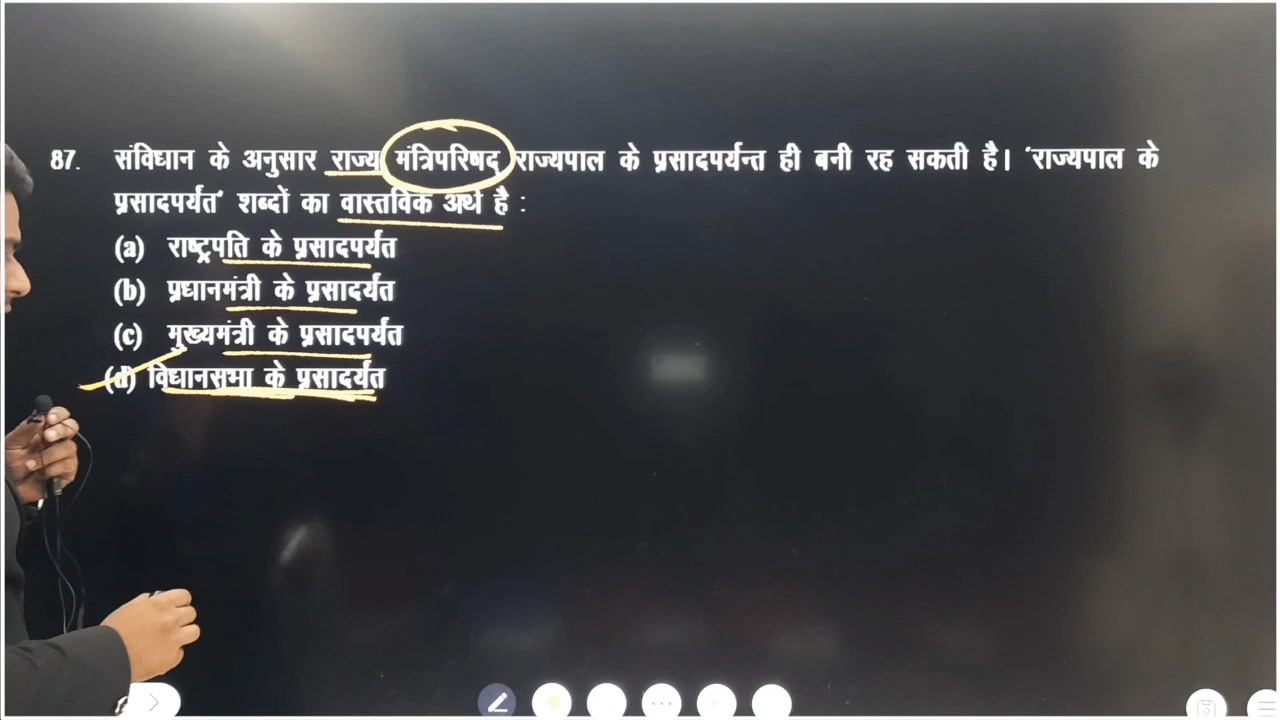 87. संविधान के अनुसार राज्य मंत्रिपरिषद् राज्यपाल के प्रसादपर्यन्त ही बनी रह सकती है। 'राज्यपाल के
प्रसादपर्यंत' शब्दों का वास्तविक अर्थ है :
(a) राष्ट्रपति के प्रसादपर्यंत
(b) प्रधानमंत्री के प्रसादर्यंत
(c) मुख्यमंत्री के प्रसादपर्यंत
(d) विधानसभा के प्रसादर्यंत